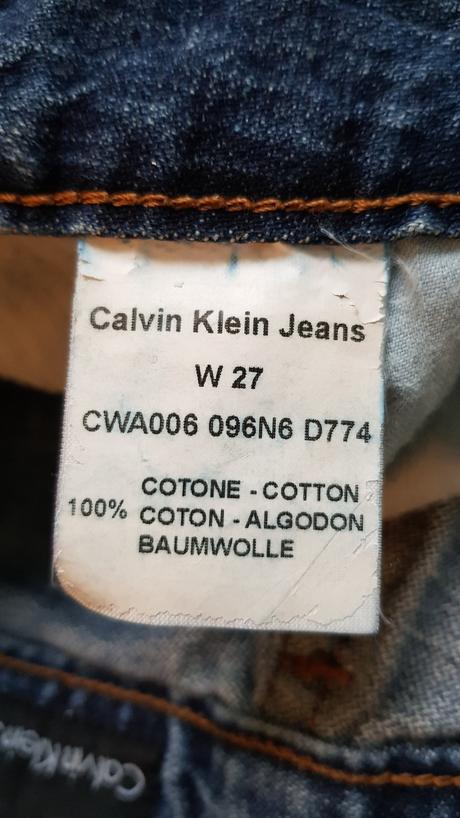 Calvin Klein Jeans
W 27
CWA006 096N6 D774
COTONE - COTTON
100% COTON - ALGODON
BAUMWOLLE
Calvin Klein